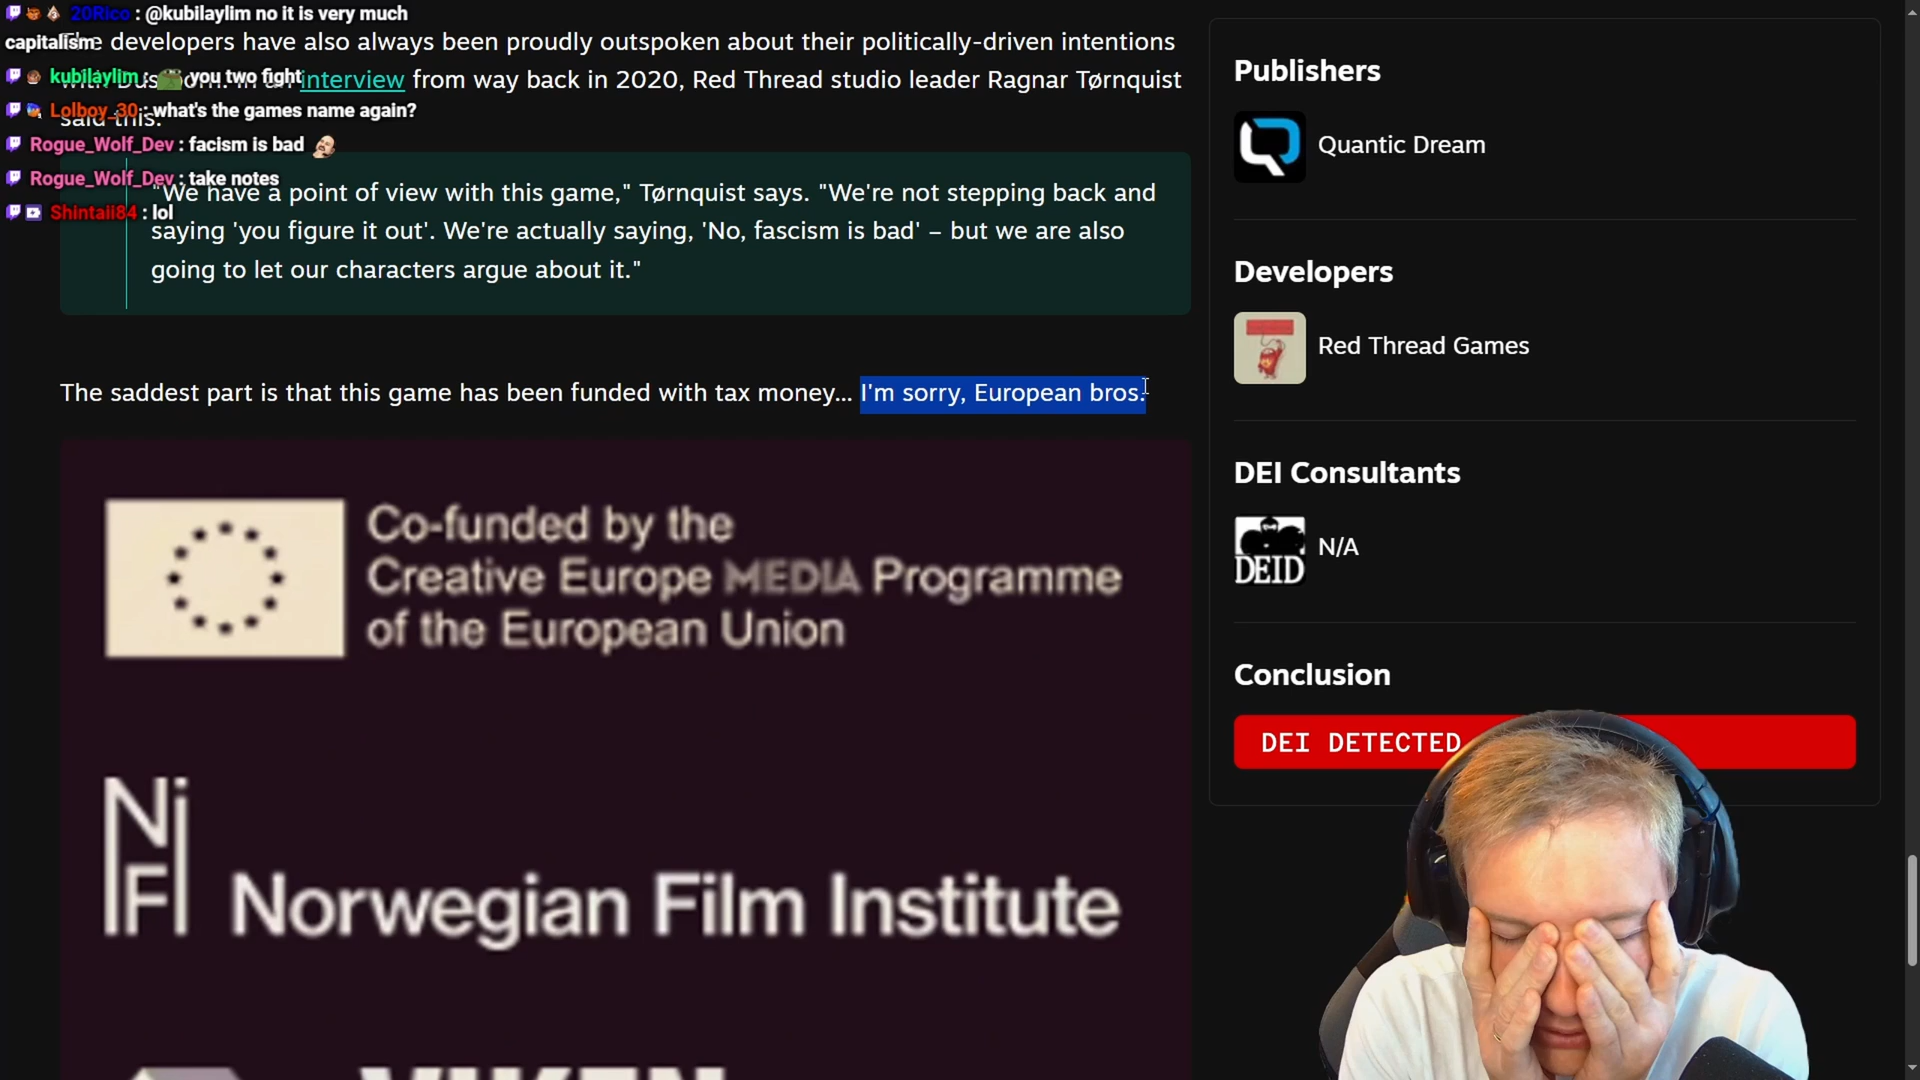 20Rico : @kubilaylim no it is very much
capitalism
kubilaylim : you two fight
Lolboy_30 : what's the games name again?
Rogue_Wolf_Dev : facism is bad
Rogue_Wolf_Dev : take notes
Shintaii84 : lol
The developers have also always been proudly outspoken about their politically-driven intentions
interview from way back in 2020, Red Thread studio leader Ragnar Tørnquist
said this:
"We have a point of view with this game," Tørnquist says. "We're not stepping back and
saying 'you figure it out'. We're actually saying, 'No, fascism is bad' – but we are also
going to let our characters argue about it."
The saddest part is that this game has been funded with tax money... I'm sorry, European bros.
Co-funded by the
Creative Europe MEDIA Programme
of the European Union
NFI
Norwegian Film Institute
VIKEN
Publishers
Quantic Dream
Developers
Red Thread Games
DEI Consultants
DEID
N/A
Conclusion
DEI DETECTED